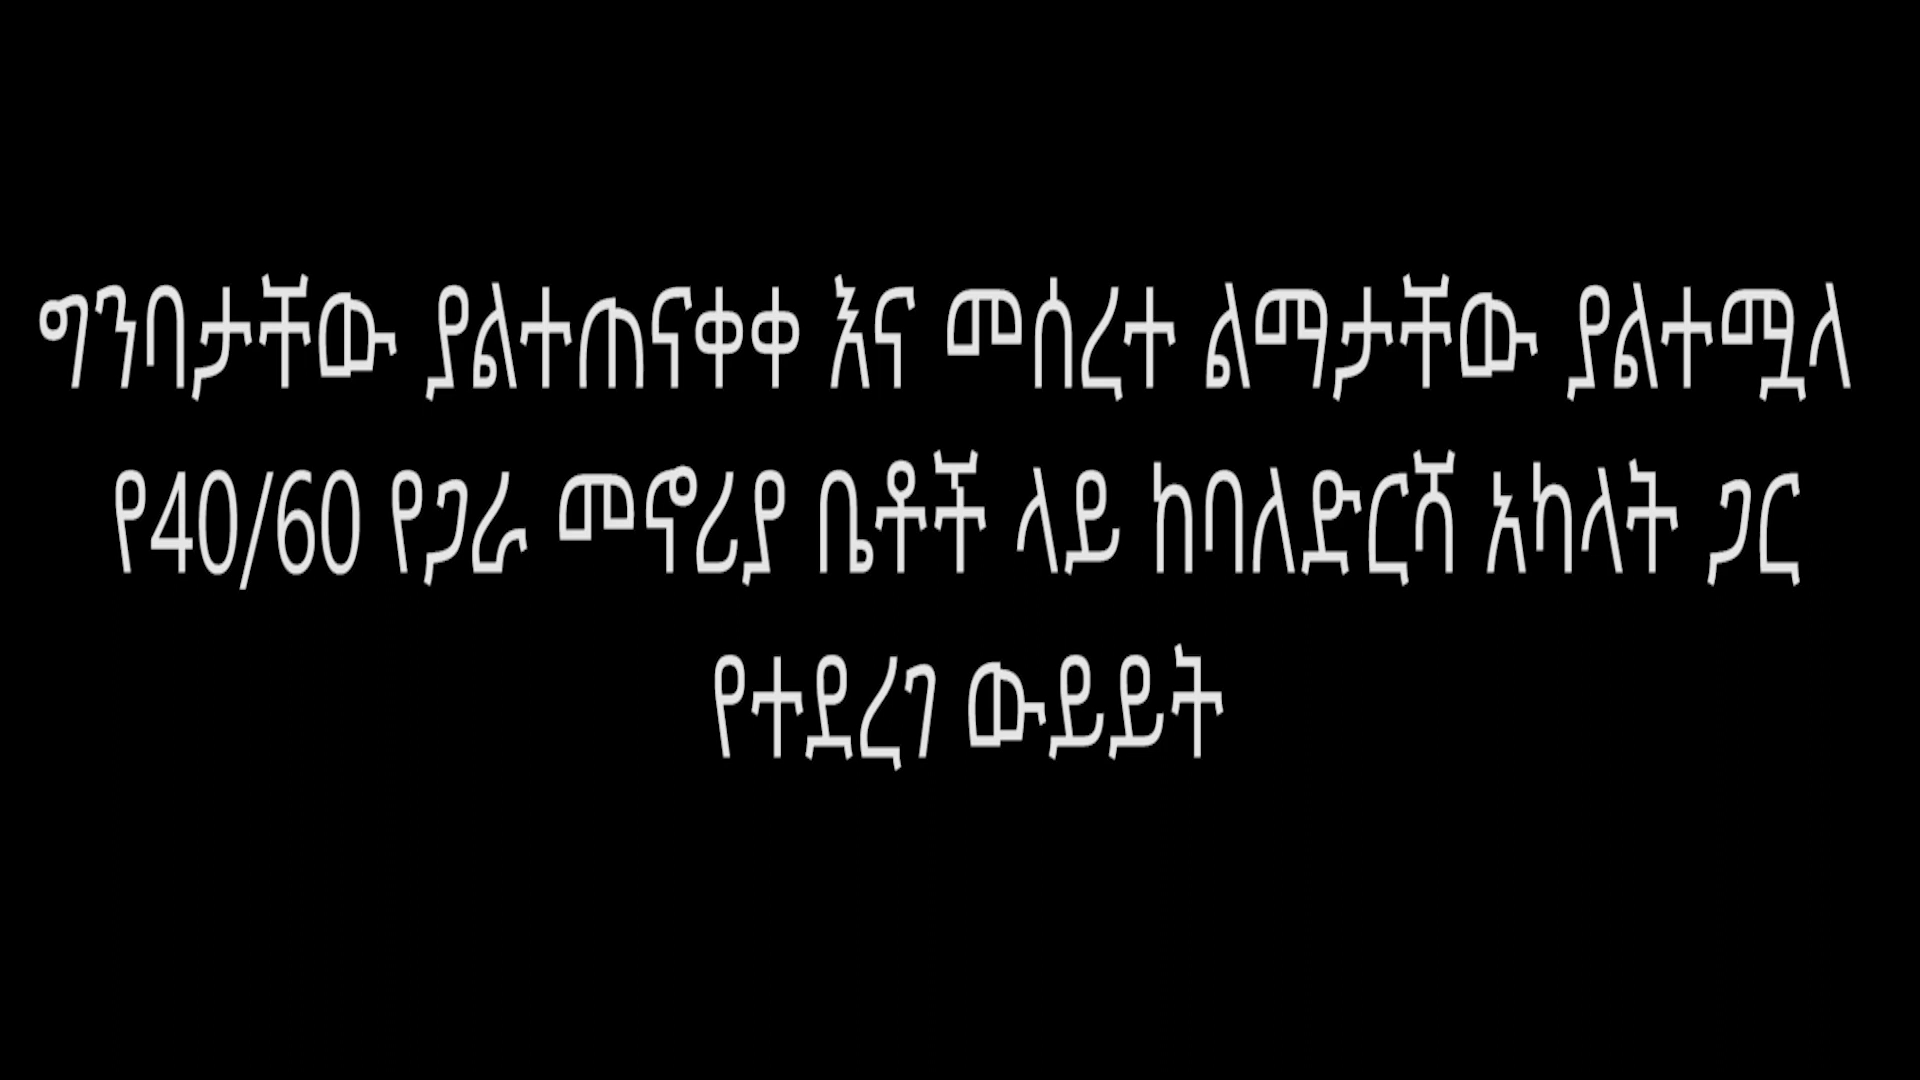 ግንባታቸው ያልተጠናቀቀ እና መሰረተ ልማታቸው ያልተሟላ
የ40/60 የጋራ መኖሪያ ቤቶች ላይ ከባለድርሻ አካላት ጋር
የተደረገ ውይይት